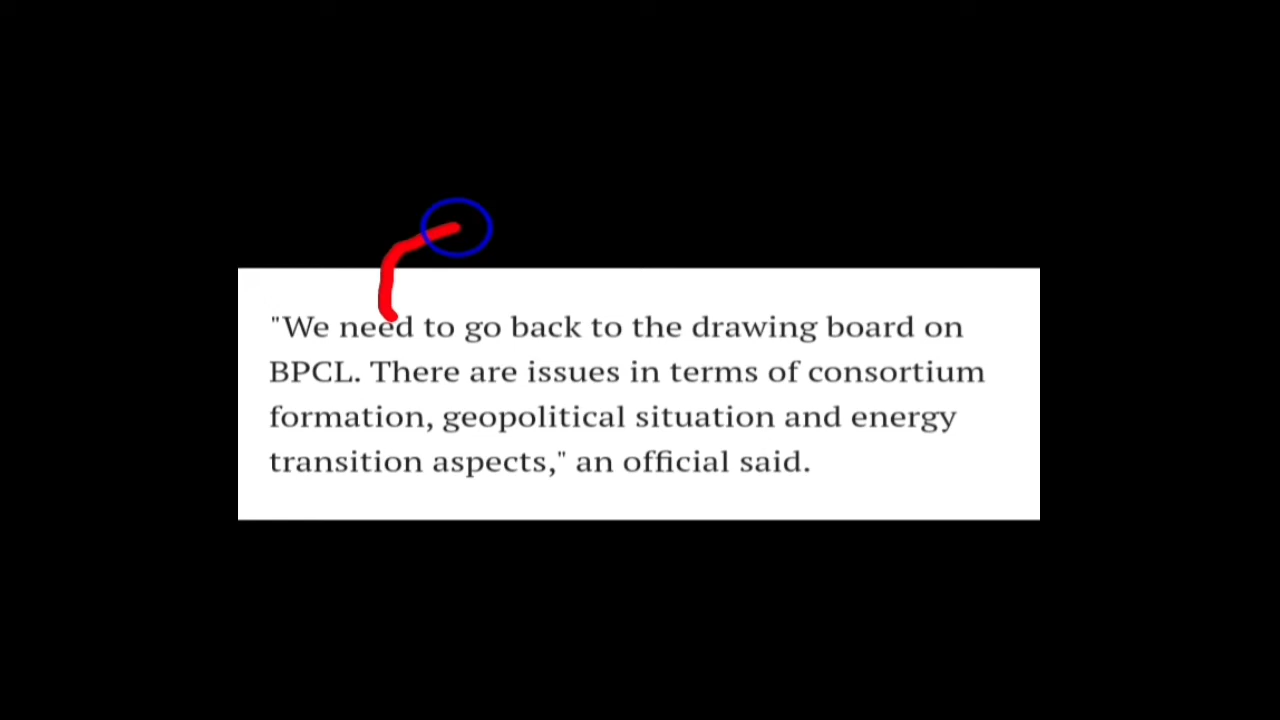 "We need to go back to the drawing board on
BPCL. There are issues in terms of consortium
formation, geopolitical situation and energy
transition aspects," an official said.